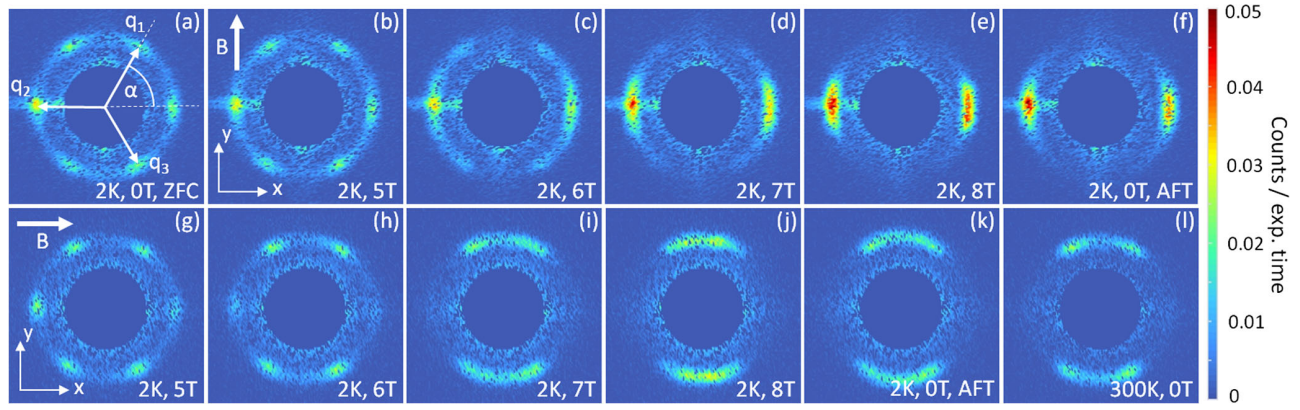 (a) (b) (c) (d) (e) (f)
q1
B
α
q2
q3
y
x
2K, 0T, ZFC 2K, 5T 2K, 6T 2K, 7T 2K, 8T 2K, 0T, AFT
(g) (h) (i) (j) (k) (l)
B
y
x
2K, 5T 2K, 6T 2K, 7T 2K, 8T 2K, 0T, AFT 300K, 0T
0.05
0.04
0.03
0.02
0.01
0
Counts / exp. time